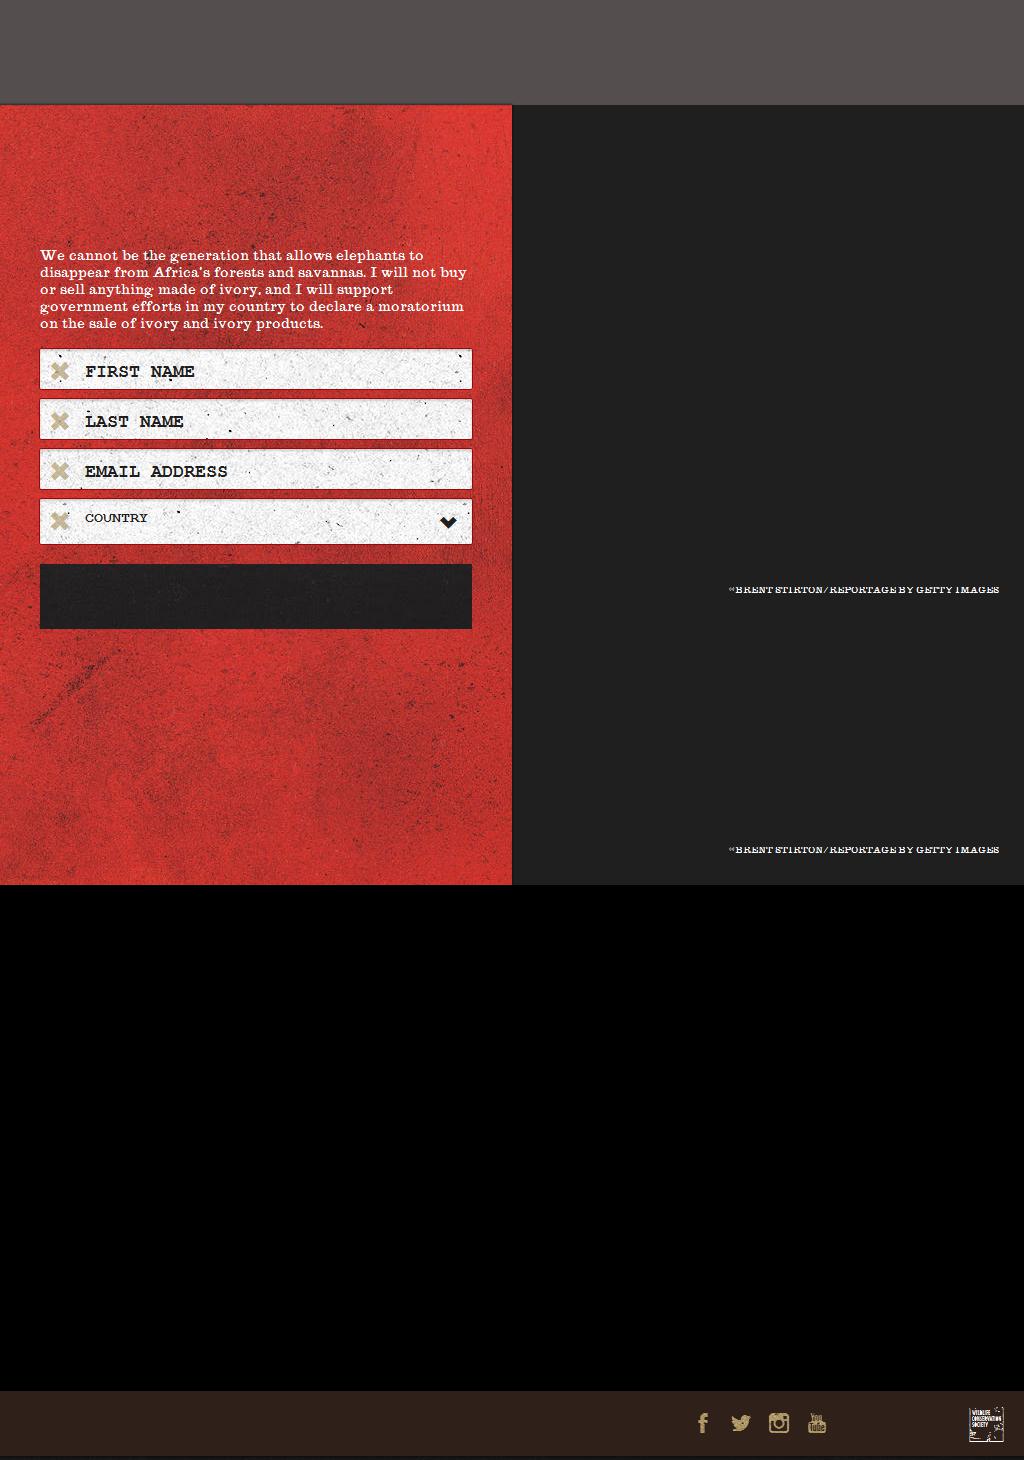 We cannot be the generation that allows elephants to
disappear from Africa's forests and savannas. I will not buy
or sell anything made of ivory, and I will support
government efforts in my country to declare a moratorium
on the sale of ivory and ivory products.
FIRST NAME
LAST NAME
EMAIL ADDRESS
COUNTRY
©BRENT STIRTON/REPORTAGE BY GETTY IMAGES
©BRENT STIRTON/REPORTAGE BY GETTY IMAGES
You
Tube
WILDLIFE
CONSERVATION
SOCIETY